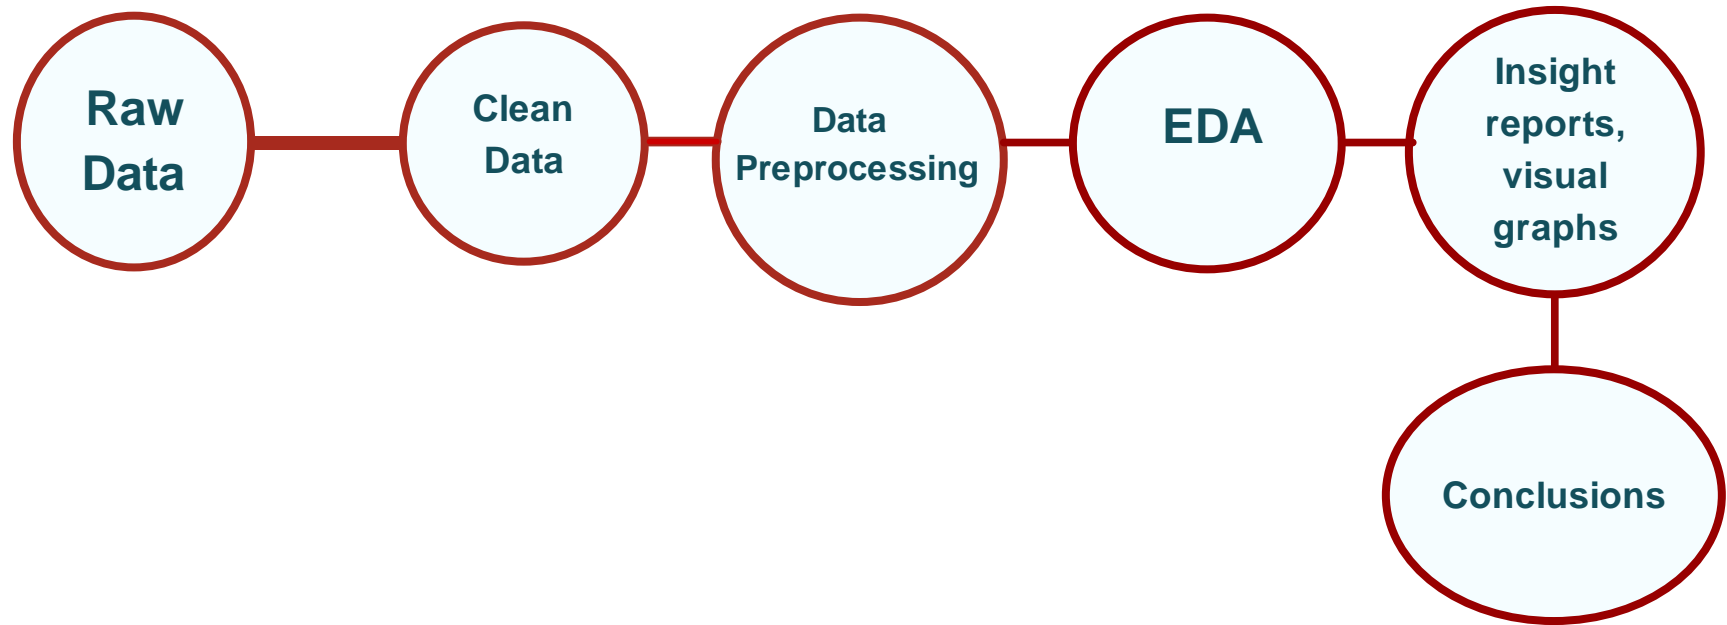 Raw
Data
Clean
Data
Data
Preprocessing
EDA
Insight
reports,
visual
graphs
Conclusions